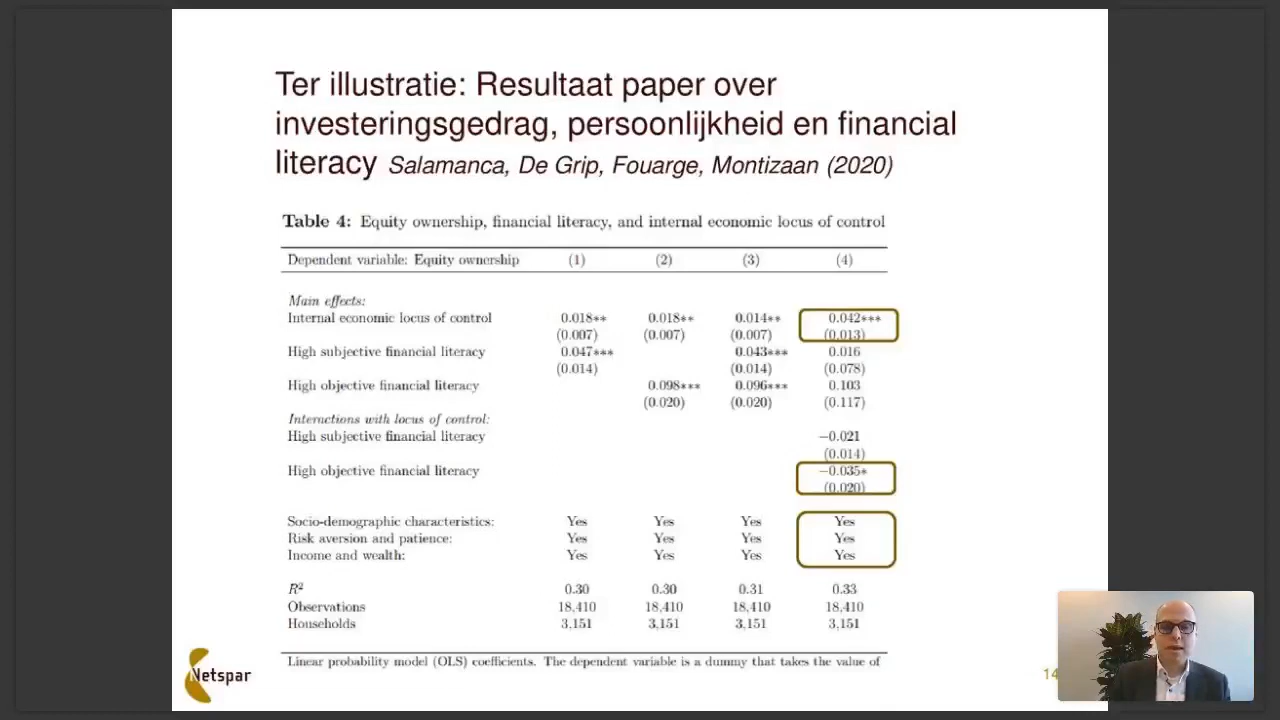 Ter illustratie: Resultaat paper over
investeringsgedrag, persoonlijkheid en financial
literacy Salamanca, De Grip, Fouarge, Montizaan (2020)
Table 4: Equity ownership, financial literacy, and internal economic locus of control
Dependent variable: Equity ownership (1) (2) (3) (4)
Main effects:
Internal economic locus of control 0.018** 0.018** 0.014** 0.042***
(0.007) (0.007) (0.007) (0.013)
High subjective financial literacy 0.047*** 0.043*** 0.016
(0.014) (0.014) (0.078)
High objective financial literacy 0.098*** 0.096*** 0.103
(0.020) (0.020) (0.117)
Interactions with locus of control:
High subjective financial literacy −0.021
(0.014)
High objective financial literacy −0.035*
(0.020)
Socio-demographic characteristics: Yes Yes Yes Yes
Risk aversion and patience: Yes Yes Yes Yes
Income and wealth: Yes Yes Yes Yes
R² 0.30 0.30 0.31 0.33
Observations 18,410 18,410 18,410 18,410
Households 3,151 3,151 3,151 3,151
Linear probability model (OLS) coefficients. The dependent variable is a dummy that takes the value of
Netspar
14